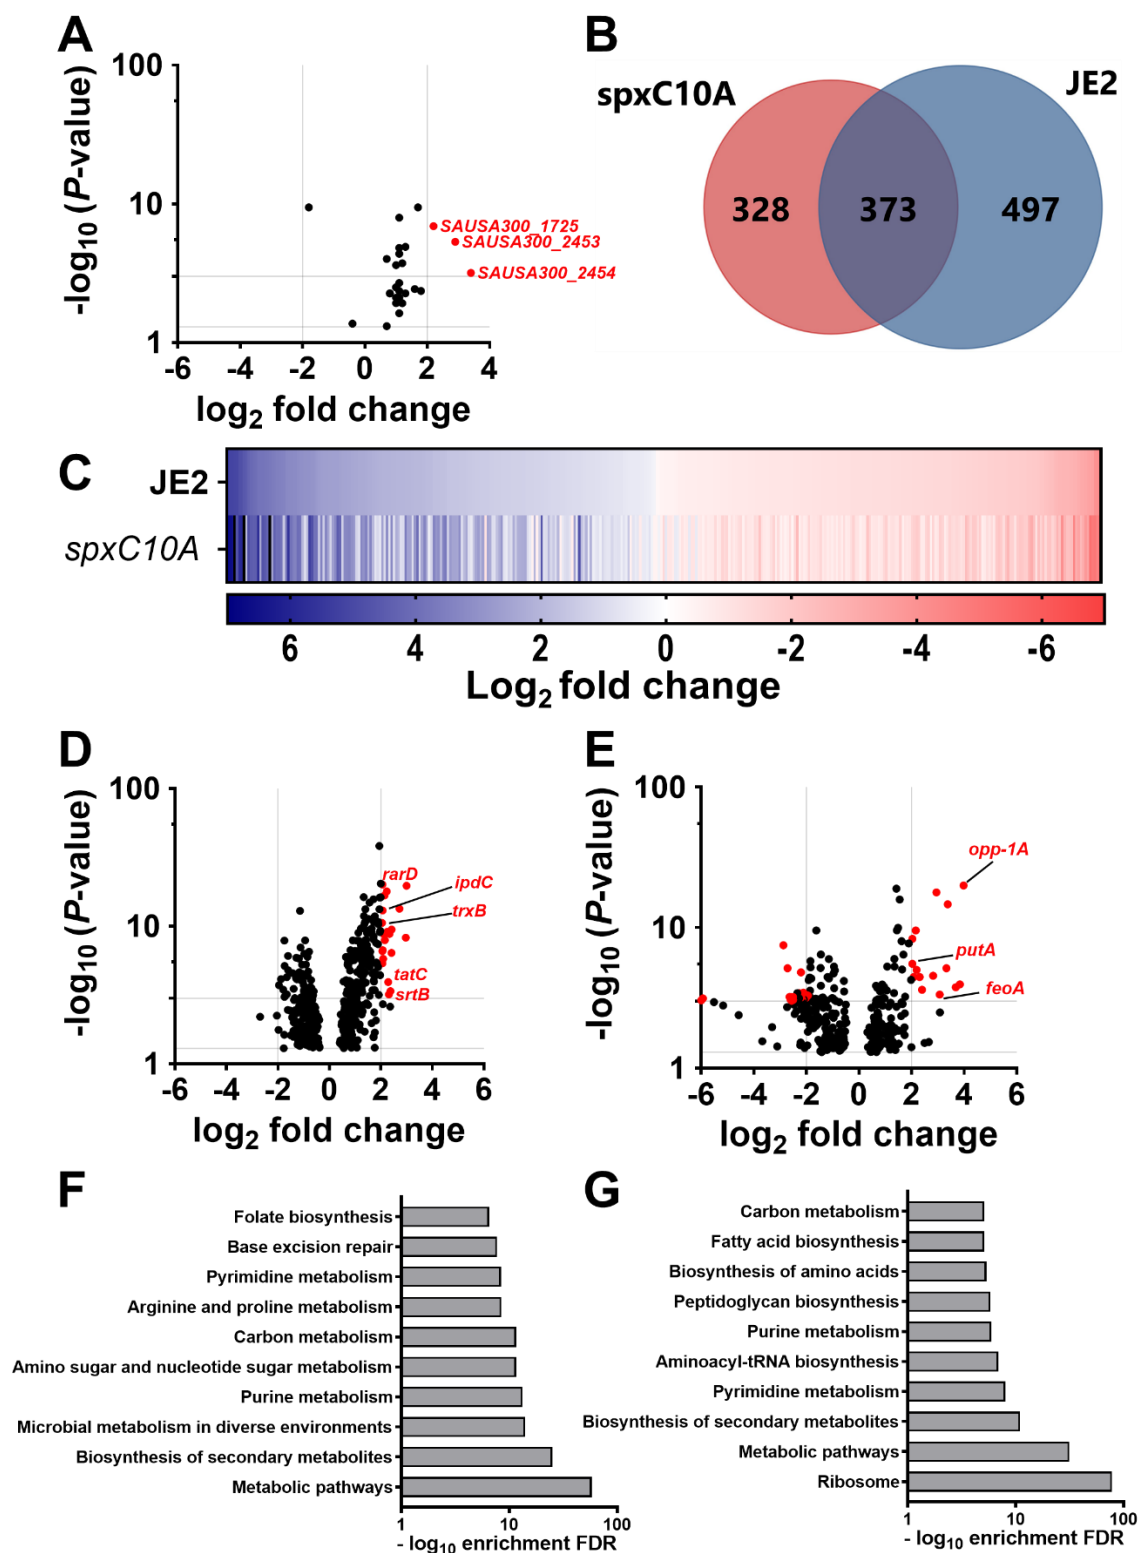 A
-log10 (P-value)
100
10
1
SAUSA300_1725
SAUSA300_2453
SAUSA300_2454
-6 -4 -2 0 2 4
log2 fold change
B
spxC10A
JE2
328 373 497
C
JE2
spxC10A
6 4 2 0 -2 -4 -6
Log2 fold change
D
-log10 (P-value)
100
10
1
rarD
ipdC
trxB
tatC
srtB
-6 -4 -2 0 2 4 6
log2 fold change
E
-log10 (P-value)
100
10
1
opp-1A
putA
feoA
-6 -4 -2 0 2 4 6
log2 fold change
F
Folate biosynthesis
Base excision repair
Pyrimidine metabolism
Arginine and proline metabolism
Carbon metabolism
Amino sugar and nucleotide sugar metabolism
Purine metabolism
Microbial metabolism in diverse environments
Biosynthesis of secondary metabolites
Metabolic pathways
1 10 100
- log10 enrichment FDR
G
Carbon metabolism
Fatty acid biosynthesis
Biosynthesis of amino acids
Peptidoglycan biosynthesis
Purine metabolism
Aminoacyl-tRNA biosynthesis
Pyrimidine metabolism
Biosynthesis of secondary metabolites
Metabolic pathways
Ribosome
1 10 100
- log10 enrichment FDR